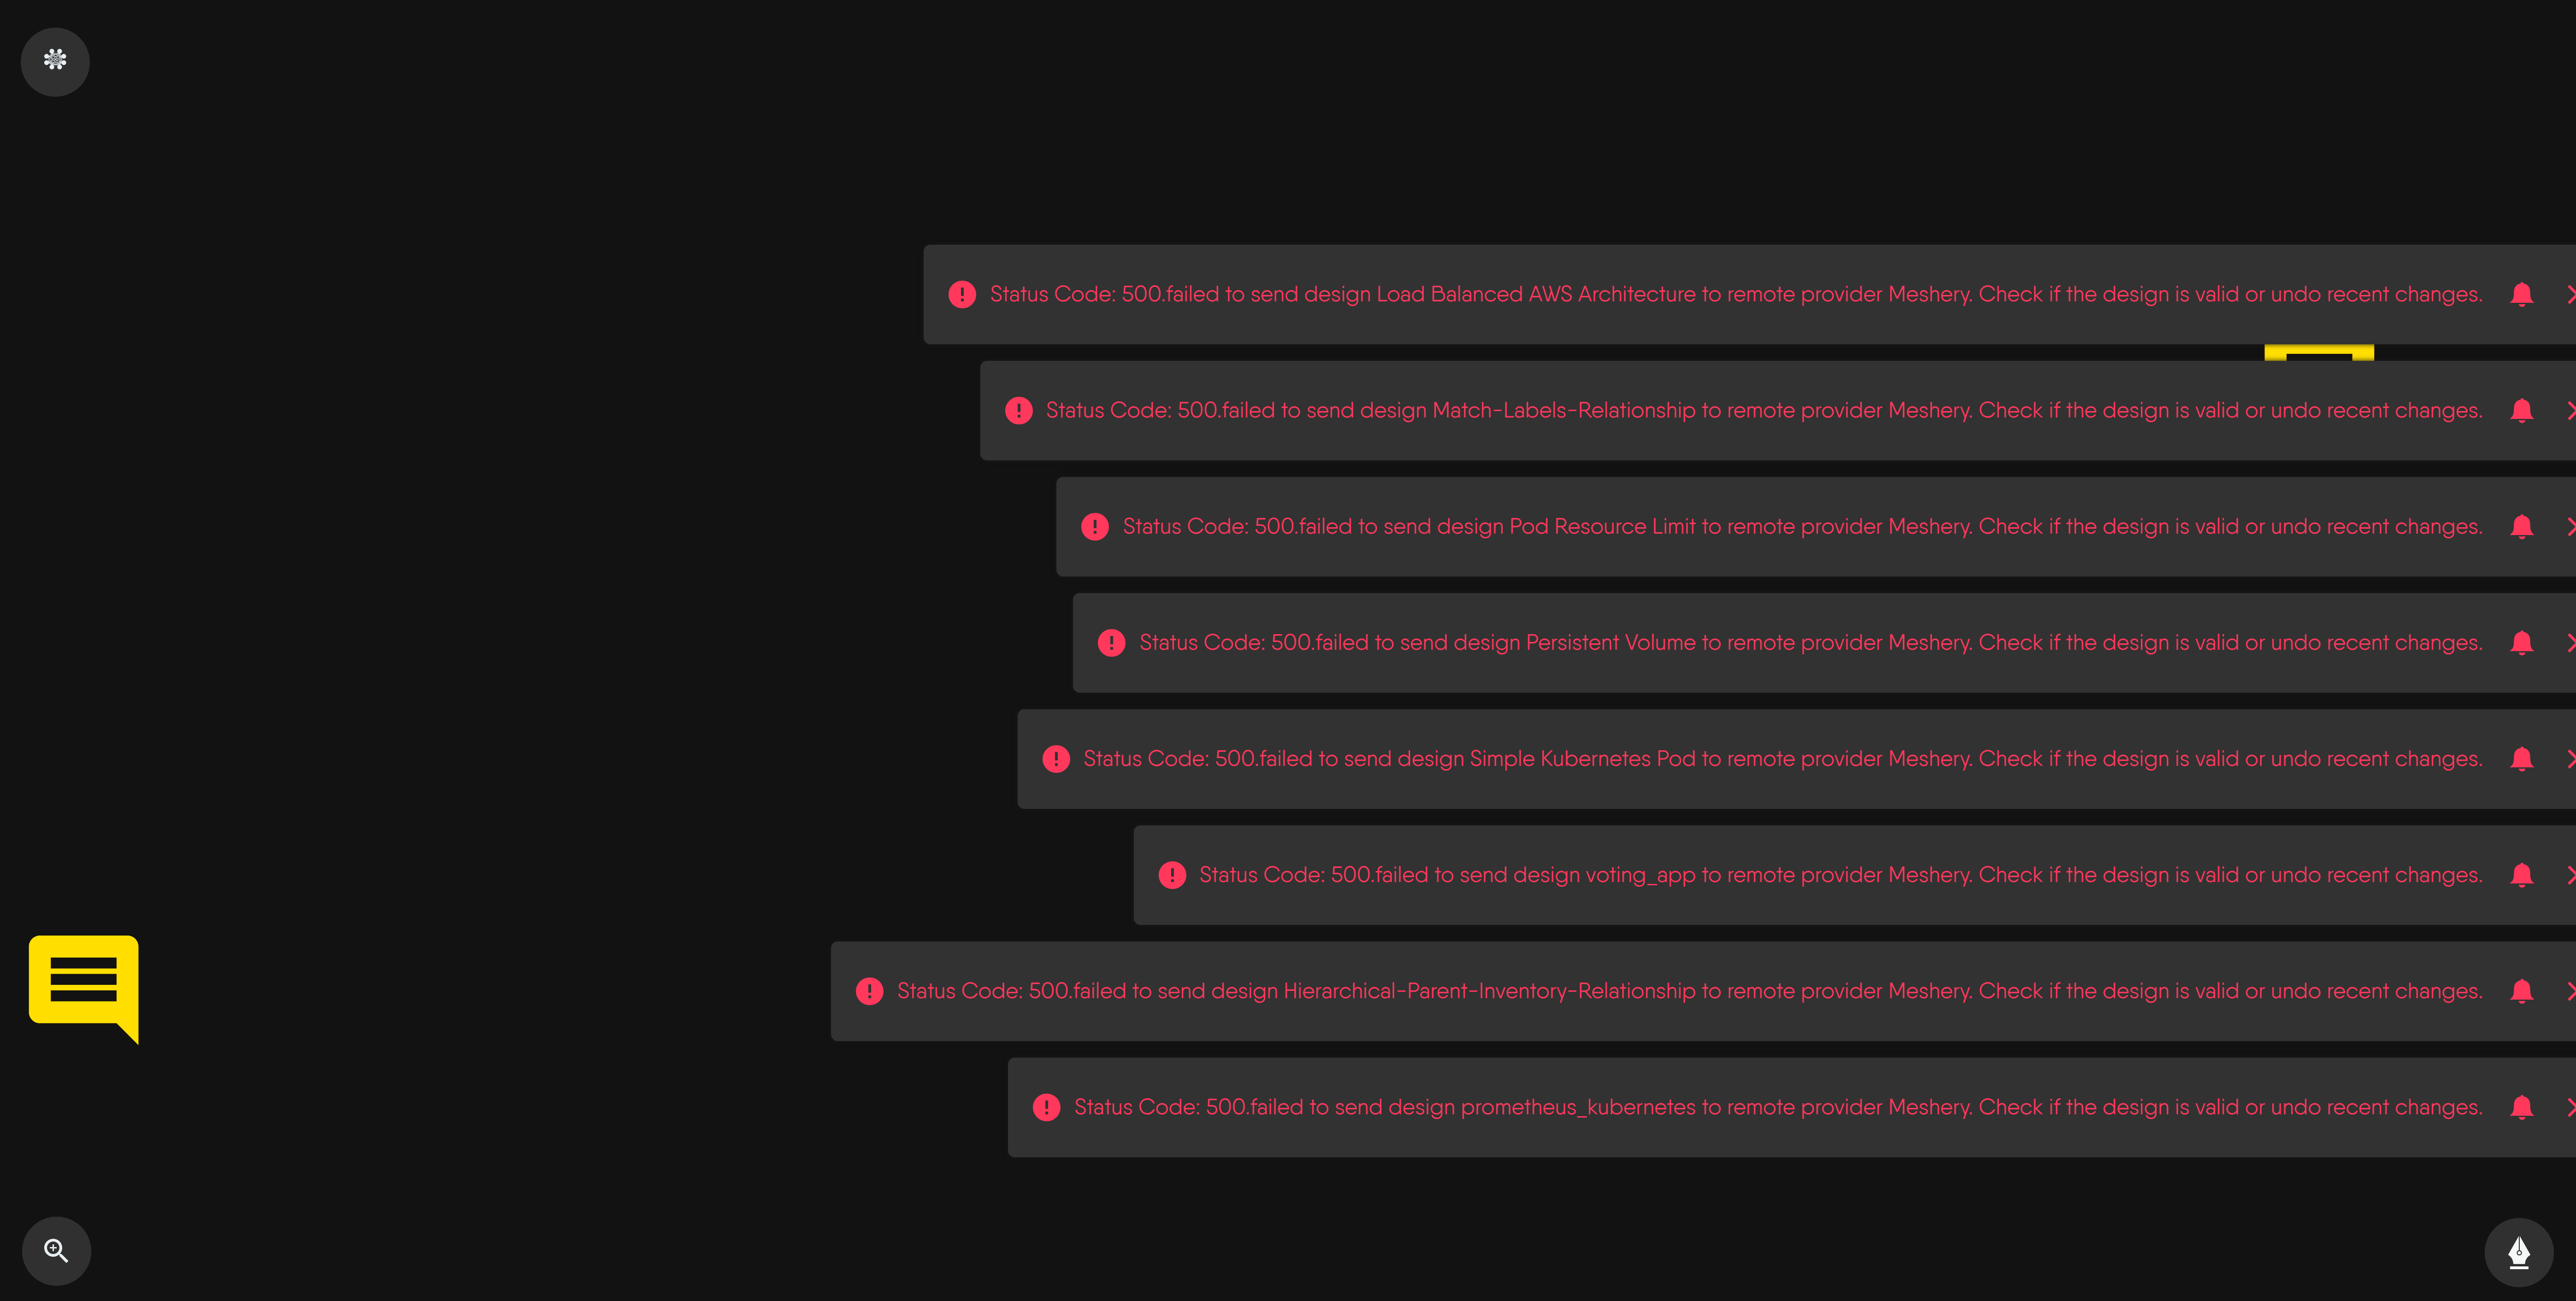 Status Code: 500.failed to send design Load Balanced AWS Architecture to remote provider Meshery. Check if the design is valid or undo recent changes.
Status Code: 500.failed to send design Match-Labels-Relationship to remote provider Meshery. Check if the design is valid or undo recent changes.
Status Code: 500.failed to send design Pod Resource Limit to remote provider Meshery. Check if the design is valid or undo recent changes.
Status Code: 500.failed to send design Persistent Volume to remote provider Meshery. Check if the design is valid or undo recent changes.
Status Code: 500.failed to send design Simple Kubernetes Pod to remote provider Meshery. Check if the design is valid or undo recent changes.
Status Code: 500.failed to send design voting_app to remote provider Meshery. Check if the design is valid or undo recent changes.
Status Code: 500.failed to send design Hierarchical-Parent-Inventory-Relationship to remote provider Meshery. Check if the design is valid or undo recent changes.
Status Code: 500.failed to send design prometheus_kubernetes to remote provider Meshery. Check if the design is valid or undo recent changes.